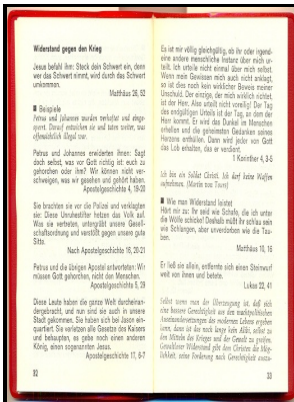 Widerstand gegen den Krieg
Jesus befahl ihm: Steck dein Schwert ein, denn
wer das Schwert nimmt, wird durch das Schwert
umkommen.
Matthäus 26, 52
■ Beispiele
Petrus und Johannes wurden verhaftet und einge-
sperrt. Darauf entwichen sie und taten weiter, was
offensichtlich illegal war.
Petrus und Johannes erwiderten ihnen: Sagt
doch selbst, was vor Gott richtig ist: euch zu
gehorchen oder ihm? Wir können nicht ver-
schweigen, was wir gesehen und gehört haben.
Apostelgeschichte 4, 19-20
Sie brachten sie vor die Polizei und verklagten
sie: Diese Unruhestifter hetzen das Volk auf.
Was sie verbreiten, untergräbt unsere Gesell-
schaftsordnung und verstößt gegen unsere gute
Sitte.
Nach Apostelgeschichte 16, 20.21
Petrus und die übrigen Apostel antworteten: Wir
müssen Gott gehorchen, nicht den Menschen.
Apostelgeschichte 5, 29
Diese Leute haben die ganze Welt durcheinan-
dergebracht, und nun sind sie auch in unsere
Stadt gekommen. Sie haben sich bei Jason ein-
quartiert. Sie verletzen alle Gesetze des Kaisers
und behaupten, es gebe noch einen anderen
König, einen sogenannten Jesus.
Apostelgeschichte 17, 6-7
32
Es ist mir völlig gleichgültig, ob ihr oder irgend-
eine andere menschliche Instanz über mich ur-
teilt. Ich urteile nicht einmal über mich selbst.
Wenn mein Gewissen mich auch nicht anklagt,
so ist dies noch kein wirklicher Beweis meiner
Unschuld. Der einzige, der mich wirklich richtet,
ist der Herr. Also urteilt nicht voreilig! Der Tag
des endgültigen Urteils ist der Tag, an dem der
Herr kommt. Er wird das Dunkel im Menschen
erhellen und die geheimsten Gedanken seines
Herzens enthüllen. Dann wird jeder von Gott
das Lob erhalten, das er verdient.
1 Korinther 4, 3-5
Ich bin ein Soldat Christi. Ich darf keine Waffen
aufnehmen. (Martin von Tours)
■ Wie man Widerstand leistet
Hört mir zu: Ihr seid wie Schafe, die ich unter
die Wölfe schicke! Deshalb müßt ihr schlau sein
wie Schlangen, aber unverdorben wie die Tau-
ben.
Matthäus 10, 16
Er ließ sie allein, entfernte sich einen Steinwurf
weit von ihnen und betete.
Lukas 22, 41
Selbst wenn man der Überzeugung ist, daß sich
eine bessere Gerechtigkeit aus den marktpolitischen
Auseinandersetzungen des modernen Lebens ergeben
kann, dann ist das noch lange kein Alibi, selbst zu
den Mitteln des Krieges und der Gewalt zu greifen.
Gewaltloser Widerstand gibt dem Christen die Mög-
lichkeit, seine Forderung nach Gerechtigkeit auszu-
33